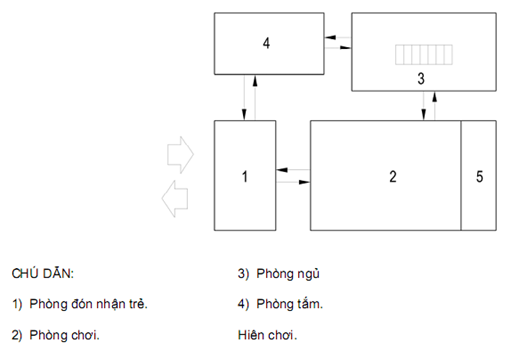 4
3
1
2
5
CHÚ DẪN:
1) Phòng đón nhận trẻ.
2) Phòng chơi.
3) Phòng ngủ
4) Phòng tắm.
Hiên chơi.